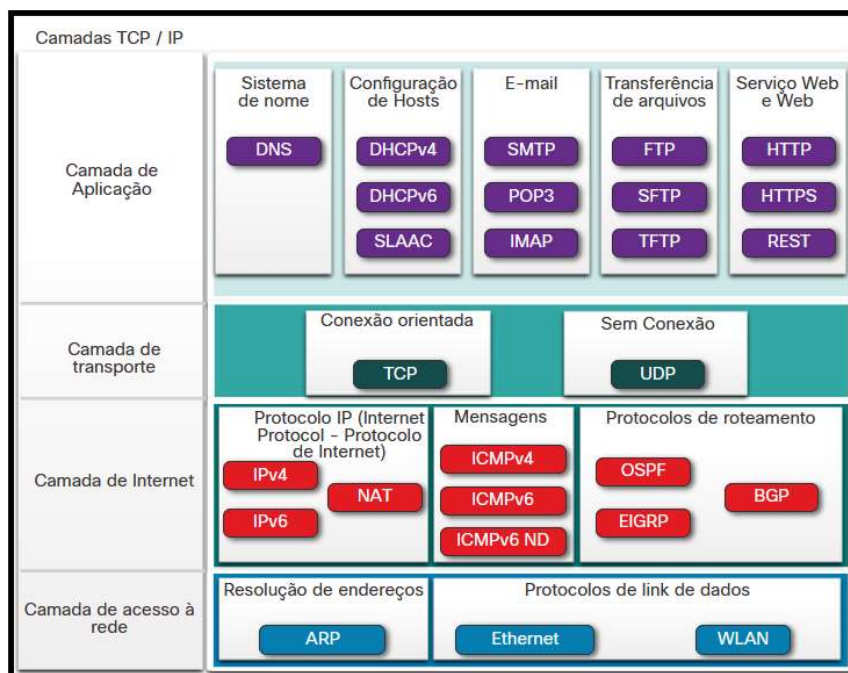 Camadas TCP / IP
Camada de
Aplicação
Sistema
de nome
DNS
Configuração
de Hosts
DHCPv4
DHCPv6
SLAAC
E-mail
SMTP
POP3
IMAP
Transferência
de arquivos
FTP
SFTP
TFTP
Serviço Web
e Web
HTTP
HTTPS
REST
Camada de
transporte
Conexão orientada
TCP
Sem Conexão
UDP
Camada de Internet
Protocolo IP (Internet
Protocol - Protocolo
de Internet)
IPv4
NAT
IPv6
Mensagens
ICMPv4
ICMPv6
ICMPv6 ND
Protocolos de roteamento
OSPF
BGP
EIGRP
Camada de acesso à
rede
Resolução de endereços
ARP
Protocolos de link de dados
Ethernet
WLAN